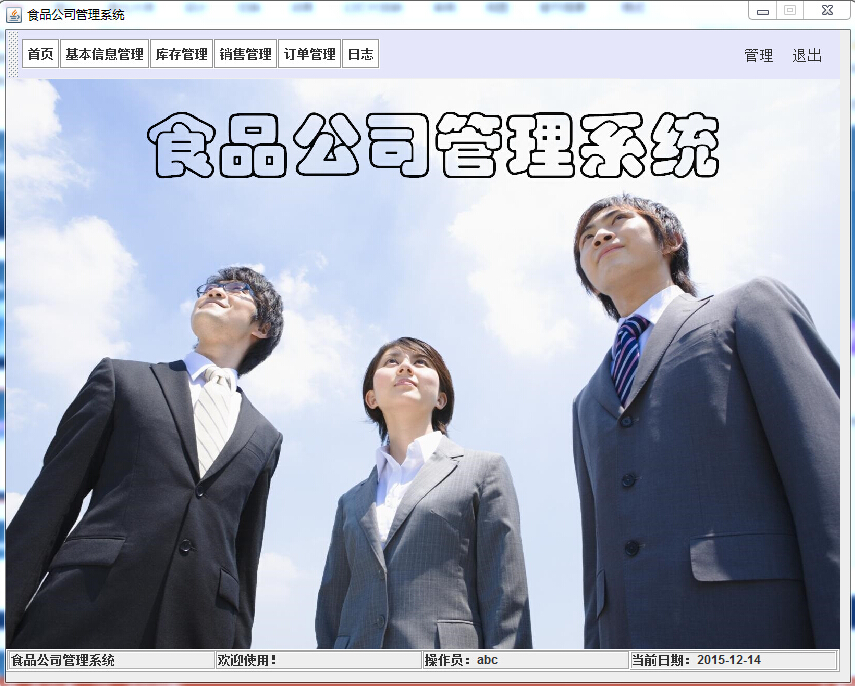 食品公司管理系统
首页 基本信息管理 库存管理 销售管理 订单管理 日志 管理 退出
食品公司管理系统
食品公司管理系统 欢迎使用！ 操作员：abc 当前日期：2015-12-14